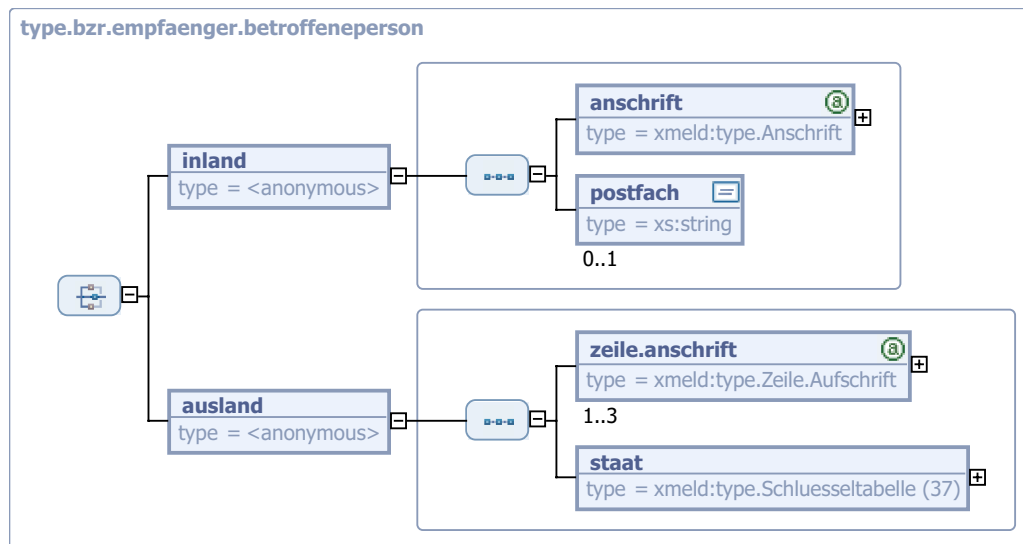 type.bzr.empfaenger.betroffeneperson
anschrift
type = xmeld:type.Anschrift
inland
type = <anonymous>
postfach
type = xs:string
0..1
zeile.anschrift
type = xmeld:type.Zeile.Aufschrift
1..3
ausland
type = <anonymous>
staat
type = xmeld:type.Schluesseltabelle (37)